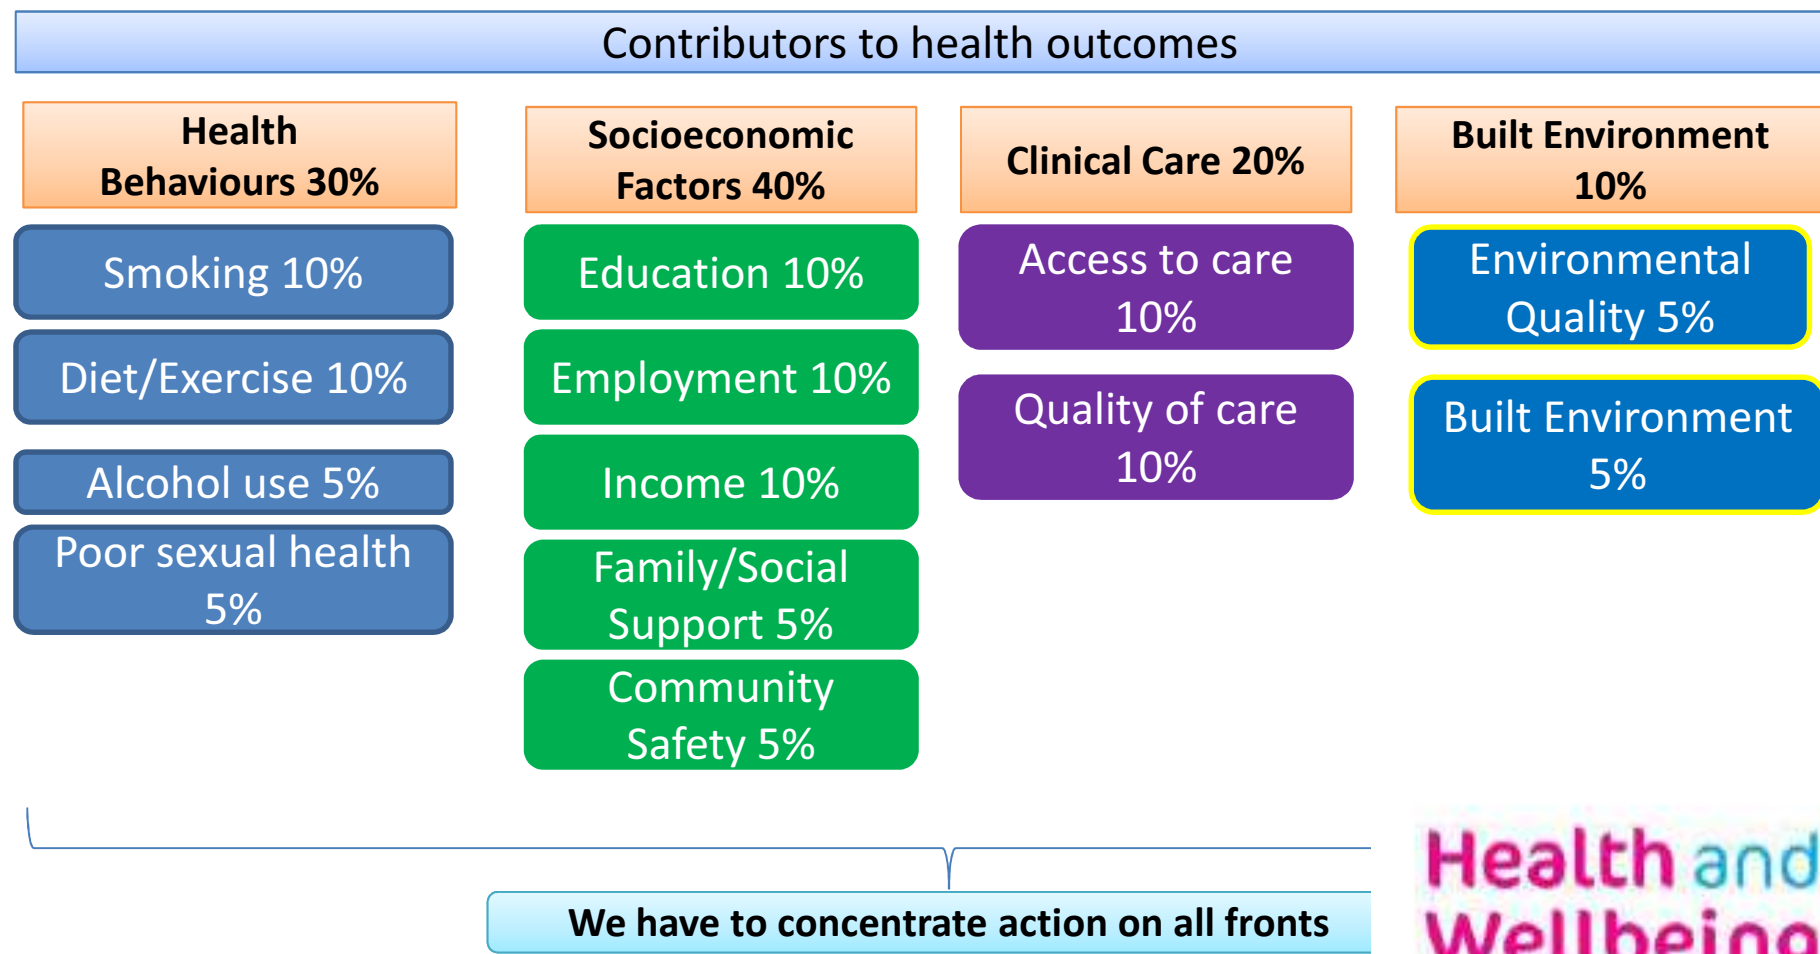 Contributors to health outcomes
Health
Behaviours 30%
Smoking 10%
Diet/Exercise 10%
Alcohol use 5%
Poor sexual health
5%
Socioeconomic
Factors 40%
Education 10%
Employment 10%
Income 10%
Family/Social
Support 5%
Community
Safety 5%
Clinical Care 20%
Access to care
10%
Quality of care
10%
Built Environment
10%
Environmental
Quality 5%
Built Environment
5%
We have to concentrate action on all fronts
Health and
Wellbeing